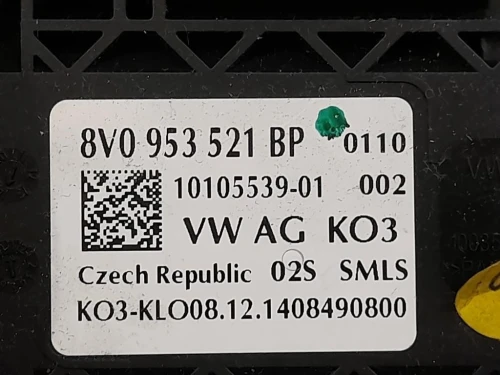 8V0 953 521 BP 0110
10105539-01 002
VW AG KO3
Czech Republic 02S SMLS
KO3-KLO08.12.1408490800